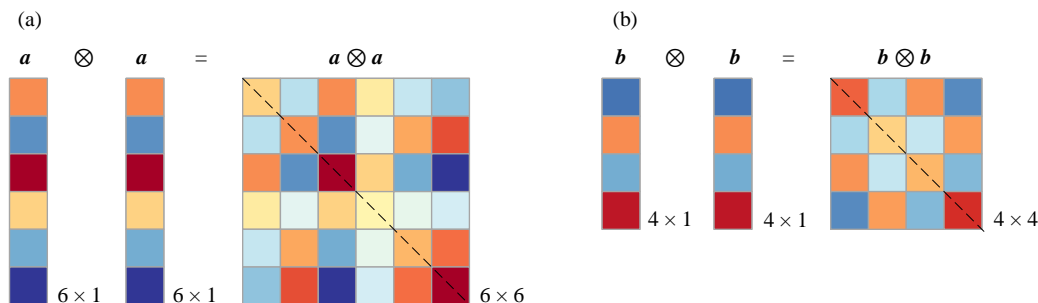 (a)
a ⊗ a = a ⊗ a
6 × 1
6 × 1
6 × 6
(b)
b ⊗ b = b ⊗ b
4 × 1
4 × 1
4 × 4